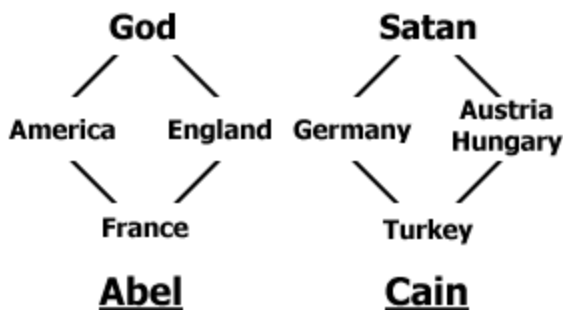 God
Satan
America
England
Germany
Austria
Hungary
France
Turkey
Abel
Cain